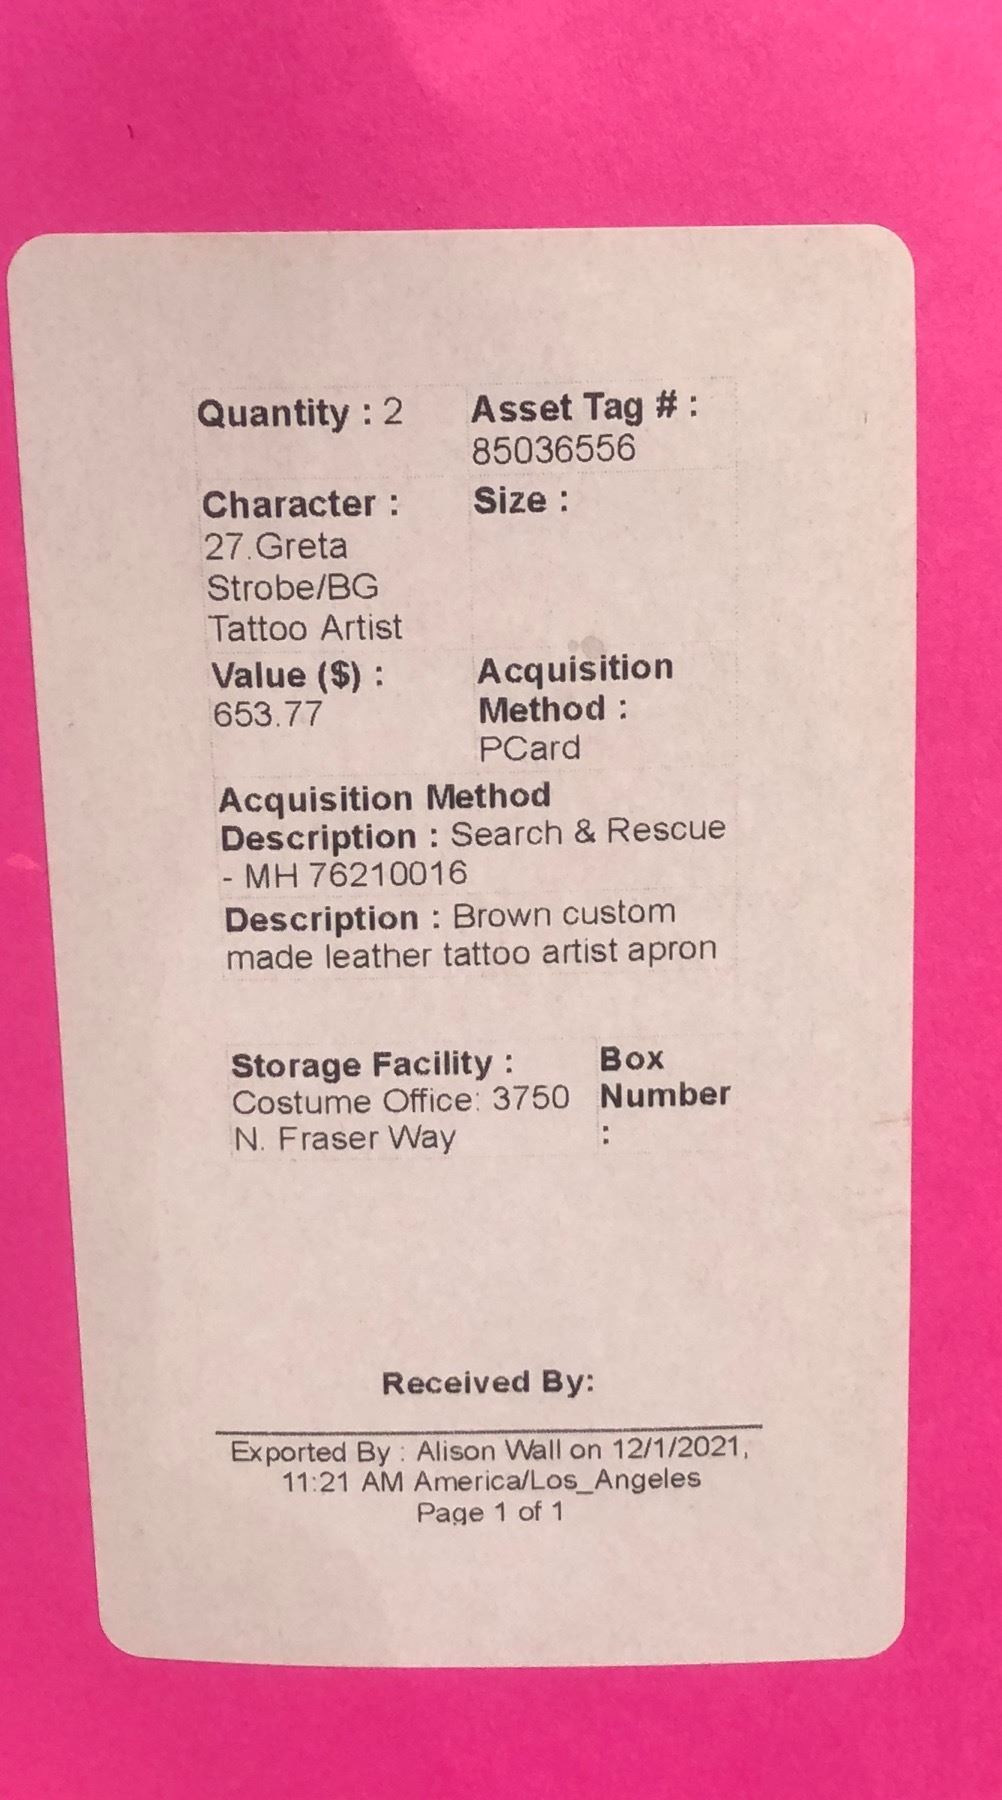 Quantity : 2
Asset Tag # :
85036556
Character :
27.Greta
Strobe/BG
Tattoo Artist
Size :
Value ($) :
653.77
Acquisition
Method :
PCard
Acquisition Method
Description : Search & Rescue
- MH 76210016
Description : Brown custom
made leather tattoo artist apron
Storage Facility :
Costume Office: 3750
N. Fraser Way
Box
Number
:
Received By:
Exported By : Alison Wall on 12/1/2021,
11:21 AM America/Los_Angeles
Page 1 of 1